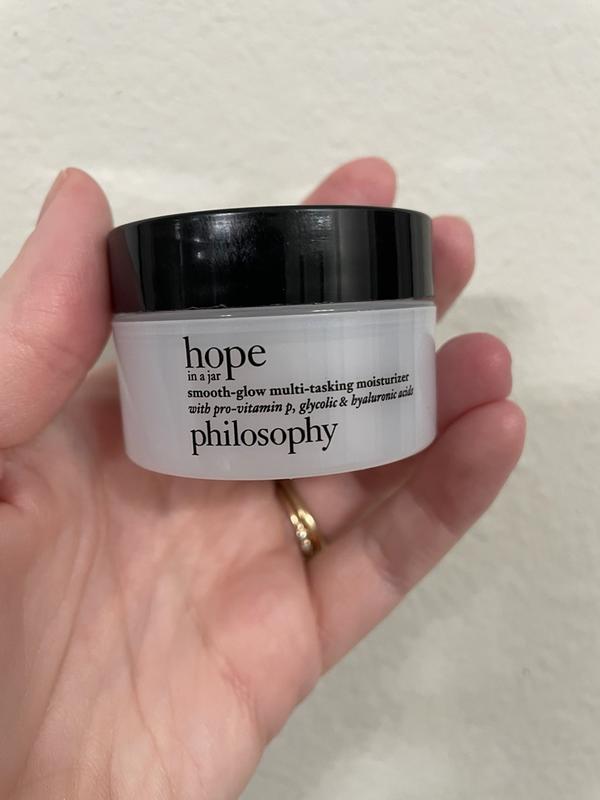 hope
in a jar
smooth-glow multi-tasking moisturizer
with pro-vitamin p, glycolic & hyaluronic acids
philosophy